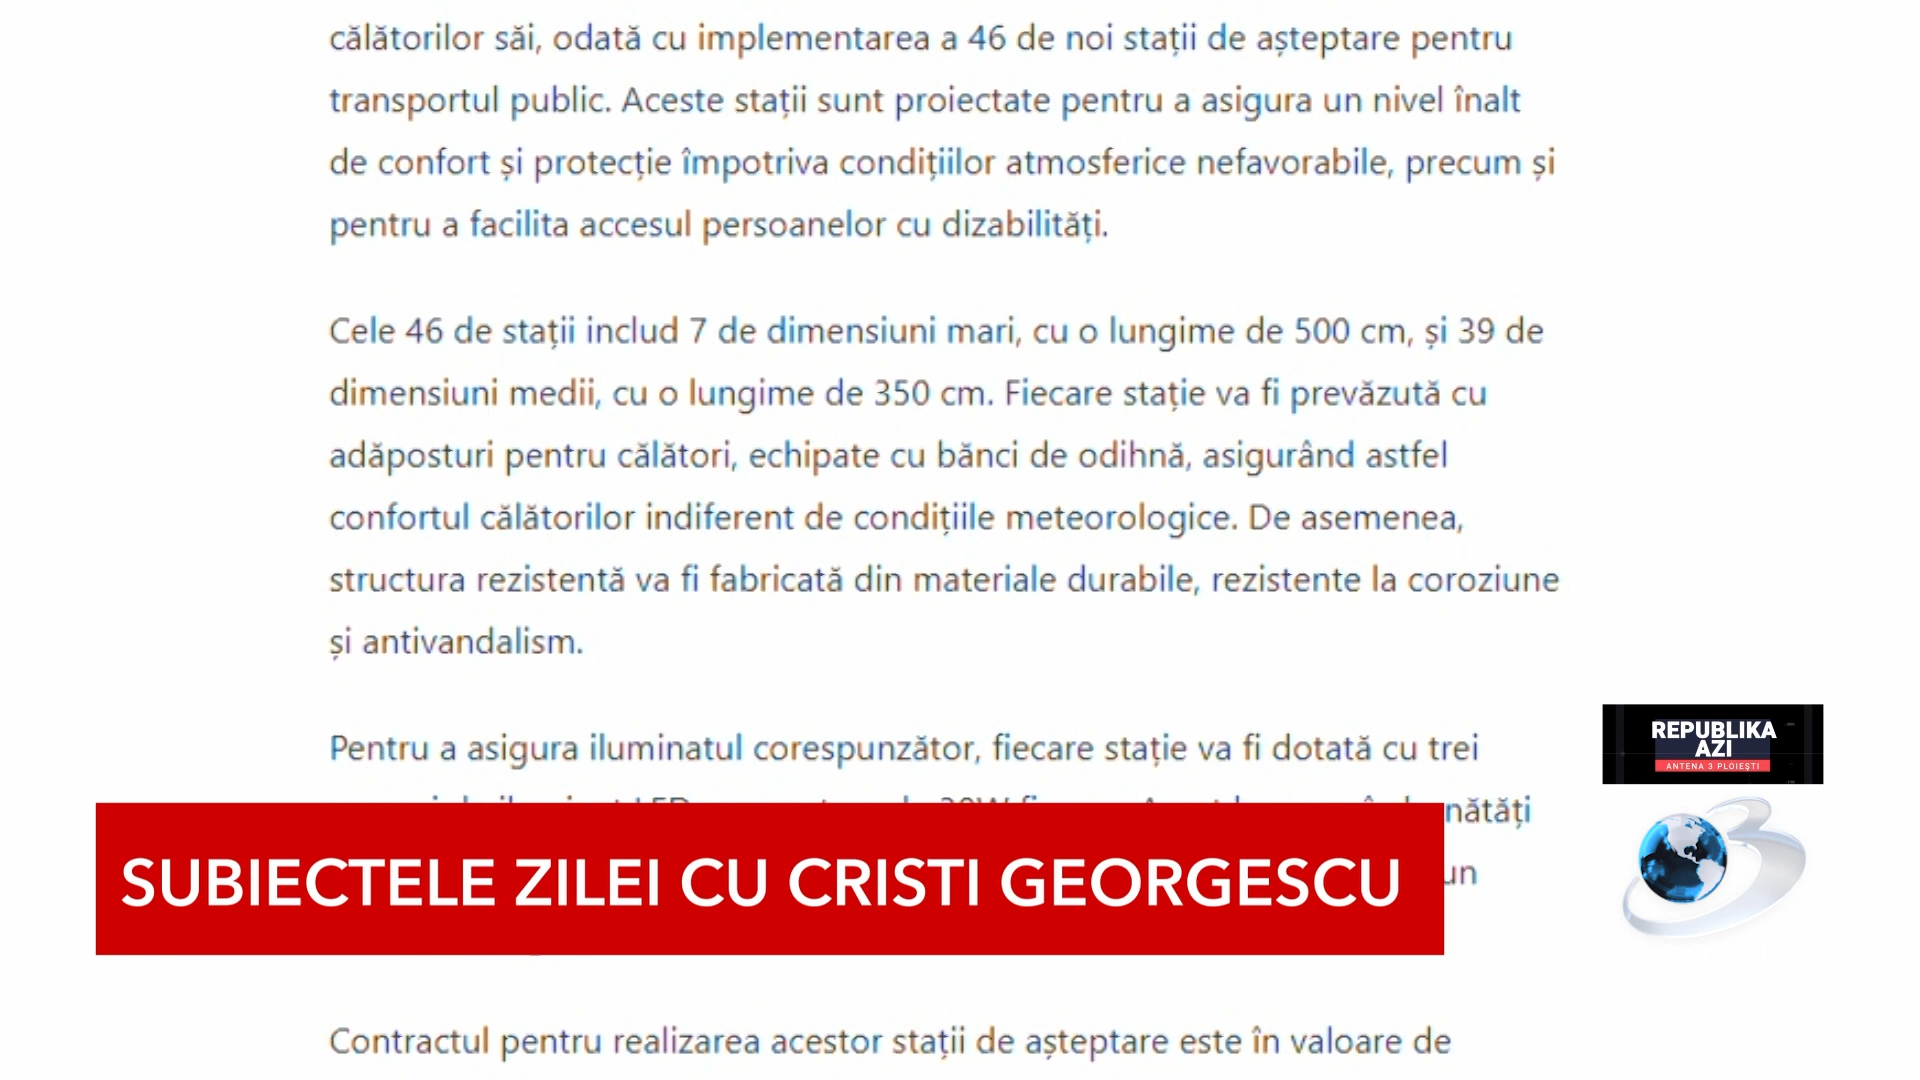 călătorilor săi, odată cu implementarea a 46 de noi stații de așteptare pentru
transportul public. Aceste stații sunt proiectate pentru a asigura un nivel înalt
de confort și protecție împotriva condițiilor atmosferice nefavorabile, precum și
pentru a facilita accesul persoanelor cu dizabilități.
Cele 46 de stații includ 7 de dimensiuni mari, cu o lungime de 500 cm, și 39 de
dimensiuni medii, cu o lungime de 350 cm. Fiecare stație va fi prevăzută cu
adăposturi pentru călători, echipate cu bănci de odihnă, asigurând astfel
confortul călătorilor indiferent de condițiile meteorologice. De asemenea,
structura rezistentă va fi fabricată din materiale durabile, rezistente la coroziune
și antivandalism.
Pentru a asigura iluminatul corespunzător, fiecare stație va fi dotată cu trei
nătăți
un
SUBIECTELE ZILEI CU CRISTI GEORGESCU
Contractul pentru realizarea acestor stații de așteptare este în valoare de
REPUBLIKA
AZI
ANTENA 3 PLOIEȘTI
3